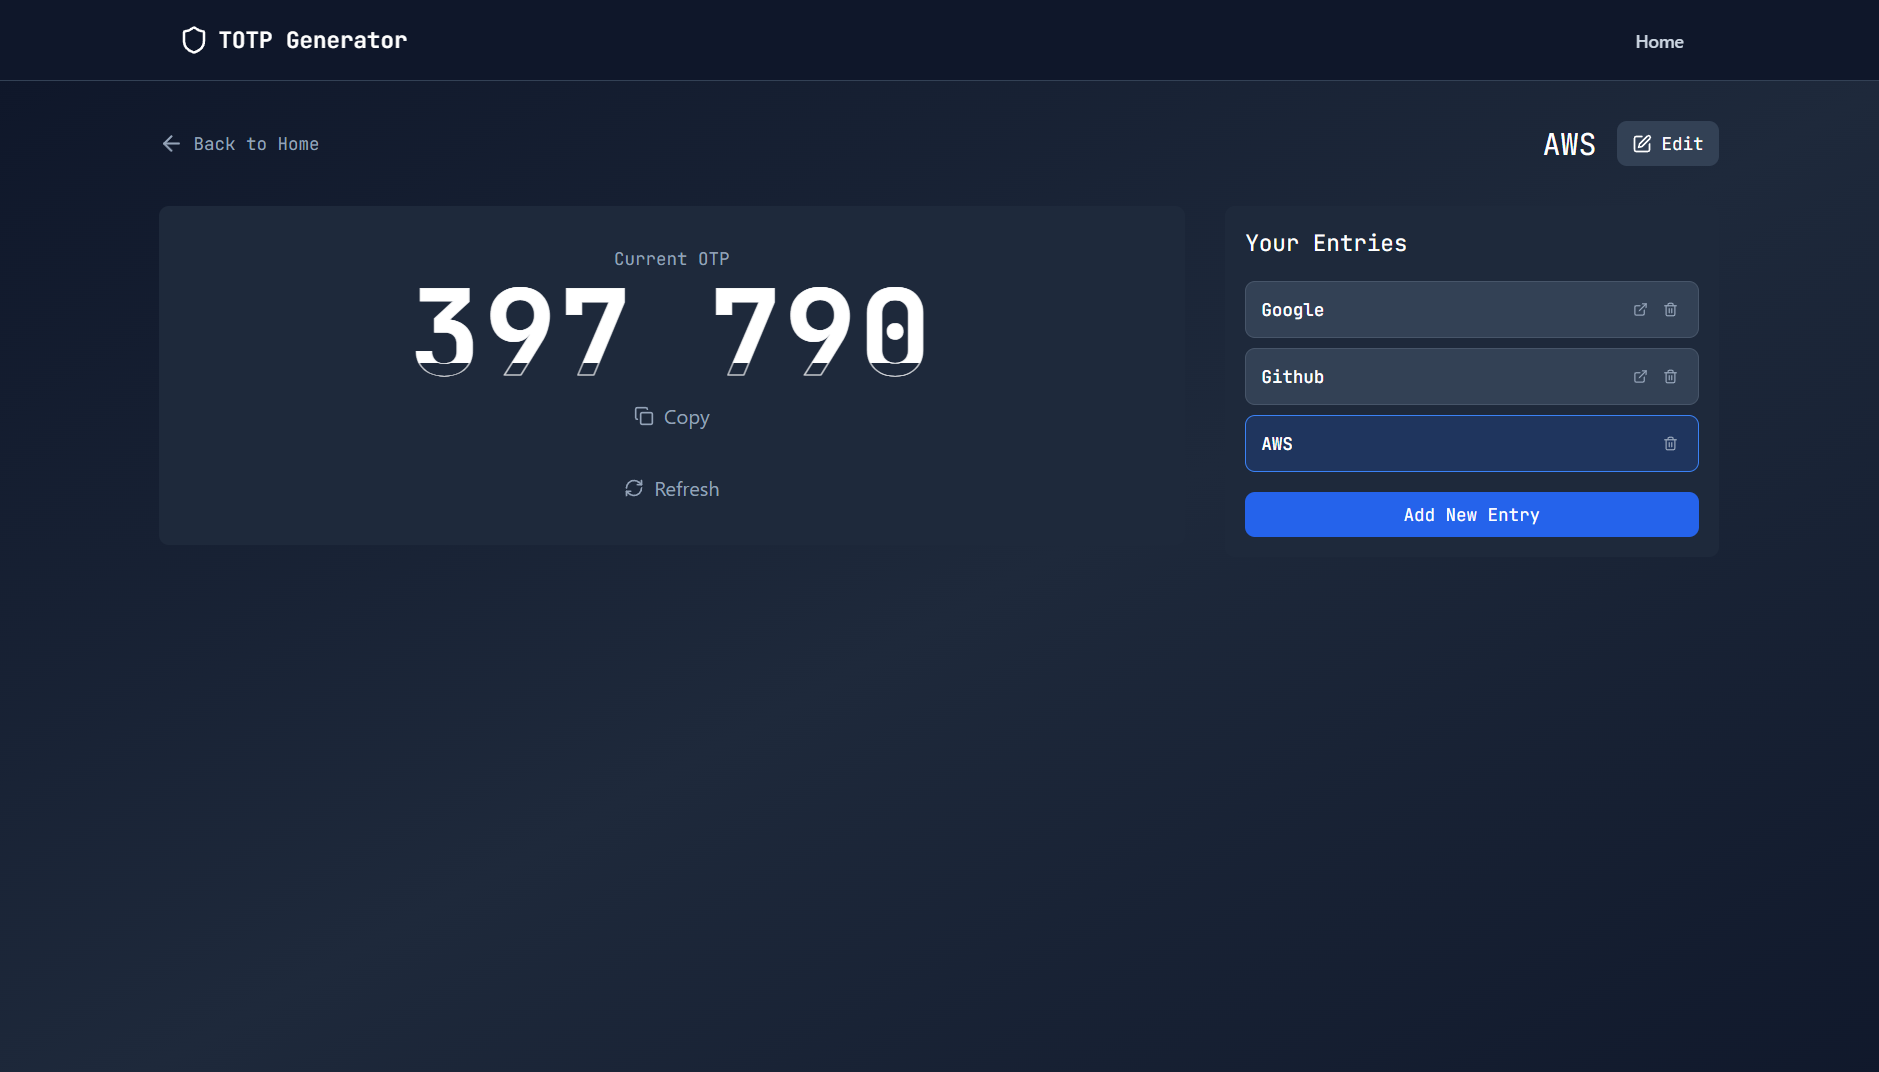 TOTP Generator
Home
Back to Home
AWS
Edit
Current OTP
397 790
Copy
Refresh
Your Entries
Google
Github
AWS
Add New Entry